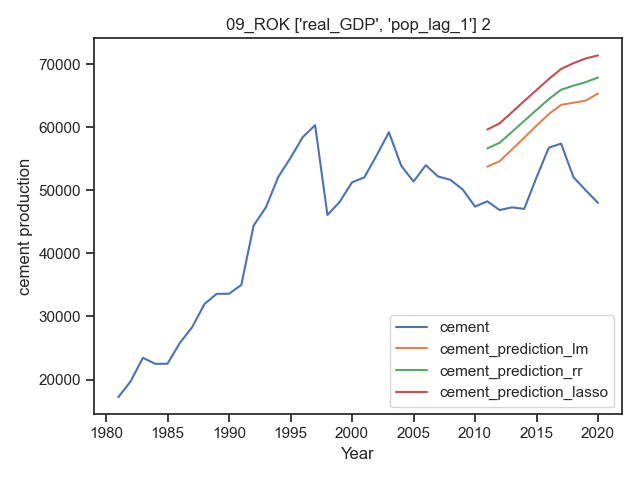 09_ROK ['real_GDP', 'pop_lag_1'] 2
cement production
70000
60000
50000
40000
30000
20000
1980 1985 1990 1995 2000 2005 2010 2015 2020
Year
cement
cement_prediction_lm
cement_prediction_rr
cement_prediction_lasso